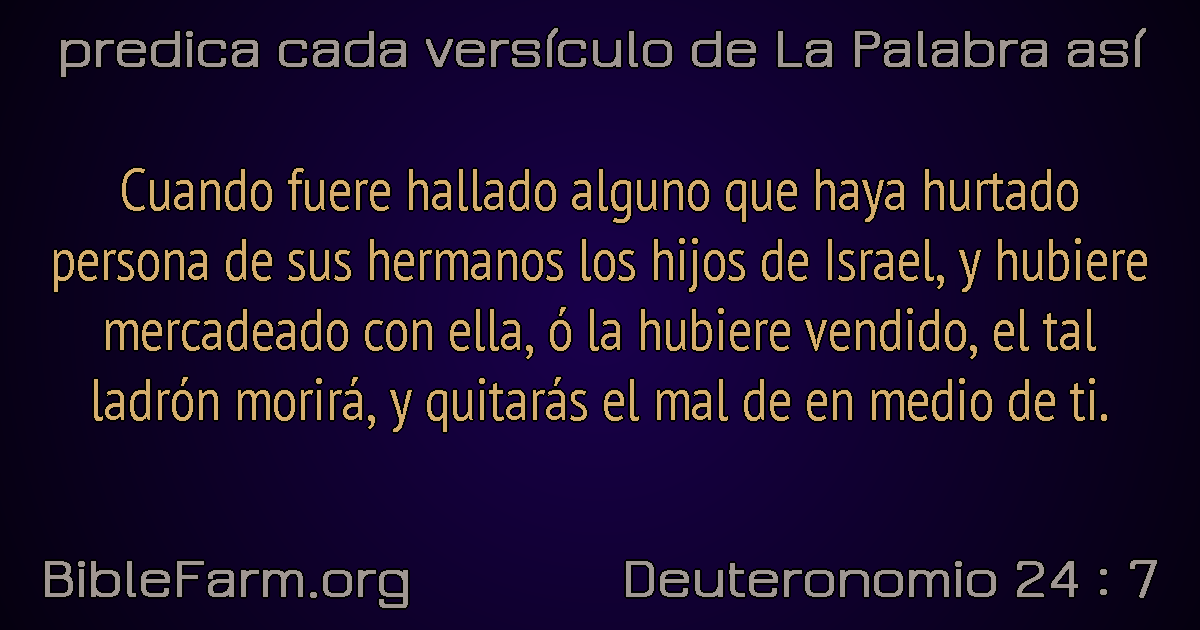 predica cada versículo de La Palabra así
Cuando fuere hallado alguno que haya hurtado
persona de sus hermanos los hijos de Israel, y hubiere
mercadeado con ella, ó la hubiere vendido, el tal
ladrón morirá, y quitarás el mal de en medio de ti.
BibleFarm.org
Deuteronomio 24 : 7